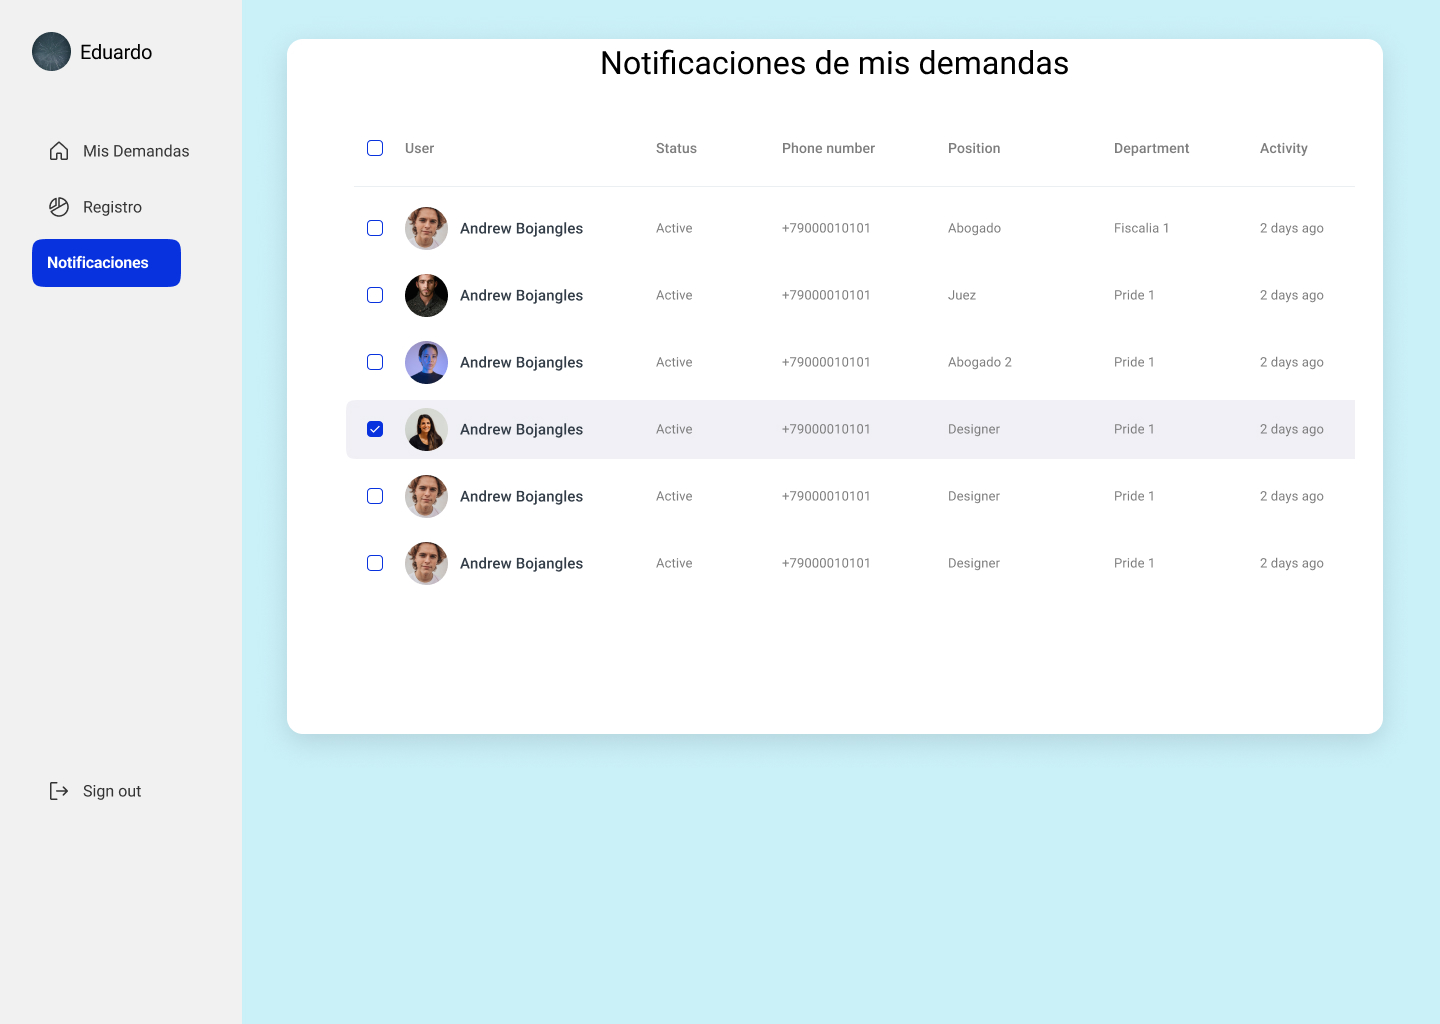 Eduardo
Mis Demandas
Registro
Notificaciones
Sign out
Notificaciones de mis demandas
User Status Phone number Position Department Activity
Andrew Bojangles Active +79000010101 Abogado Fiscalia 1 2 days ago
Andrew Bojangles Active +79000010101 Juez Pride 1 2 days ago
Andrew Bojangles Active +79000010101 Abogado 2 Pride 1 2 days ago
Andrew Bojangles Active +79000010101 Designer Pride 1 2 days ago
Andrew Bojangles Active +79000010101 Designer Pride 1 2 days ago
Andrew Bojangles Active +79000010101 Designer Pride 1 2 days ago